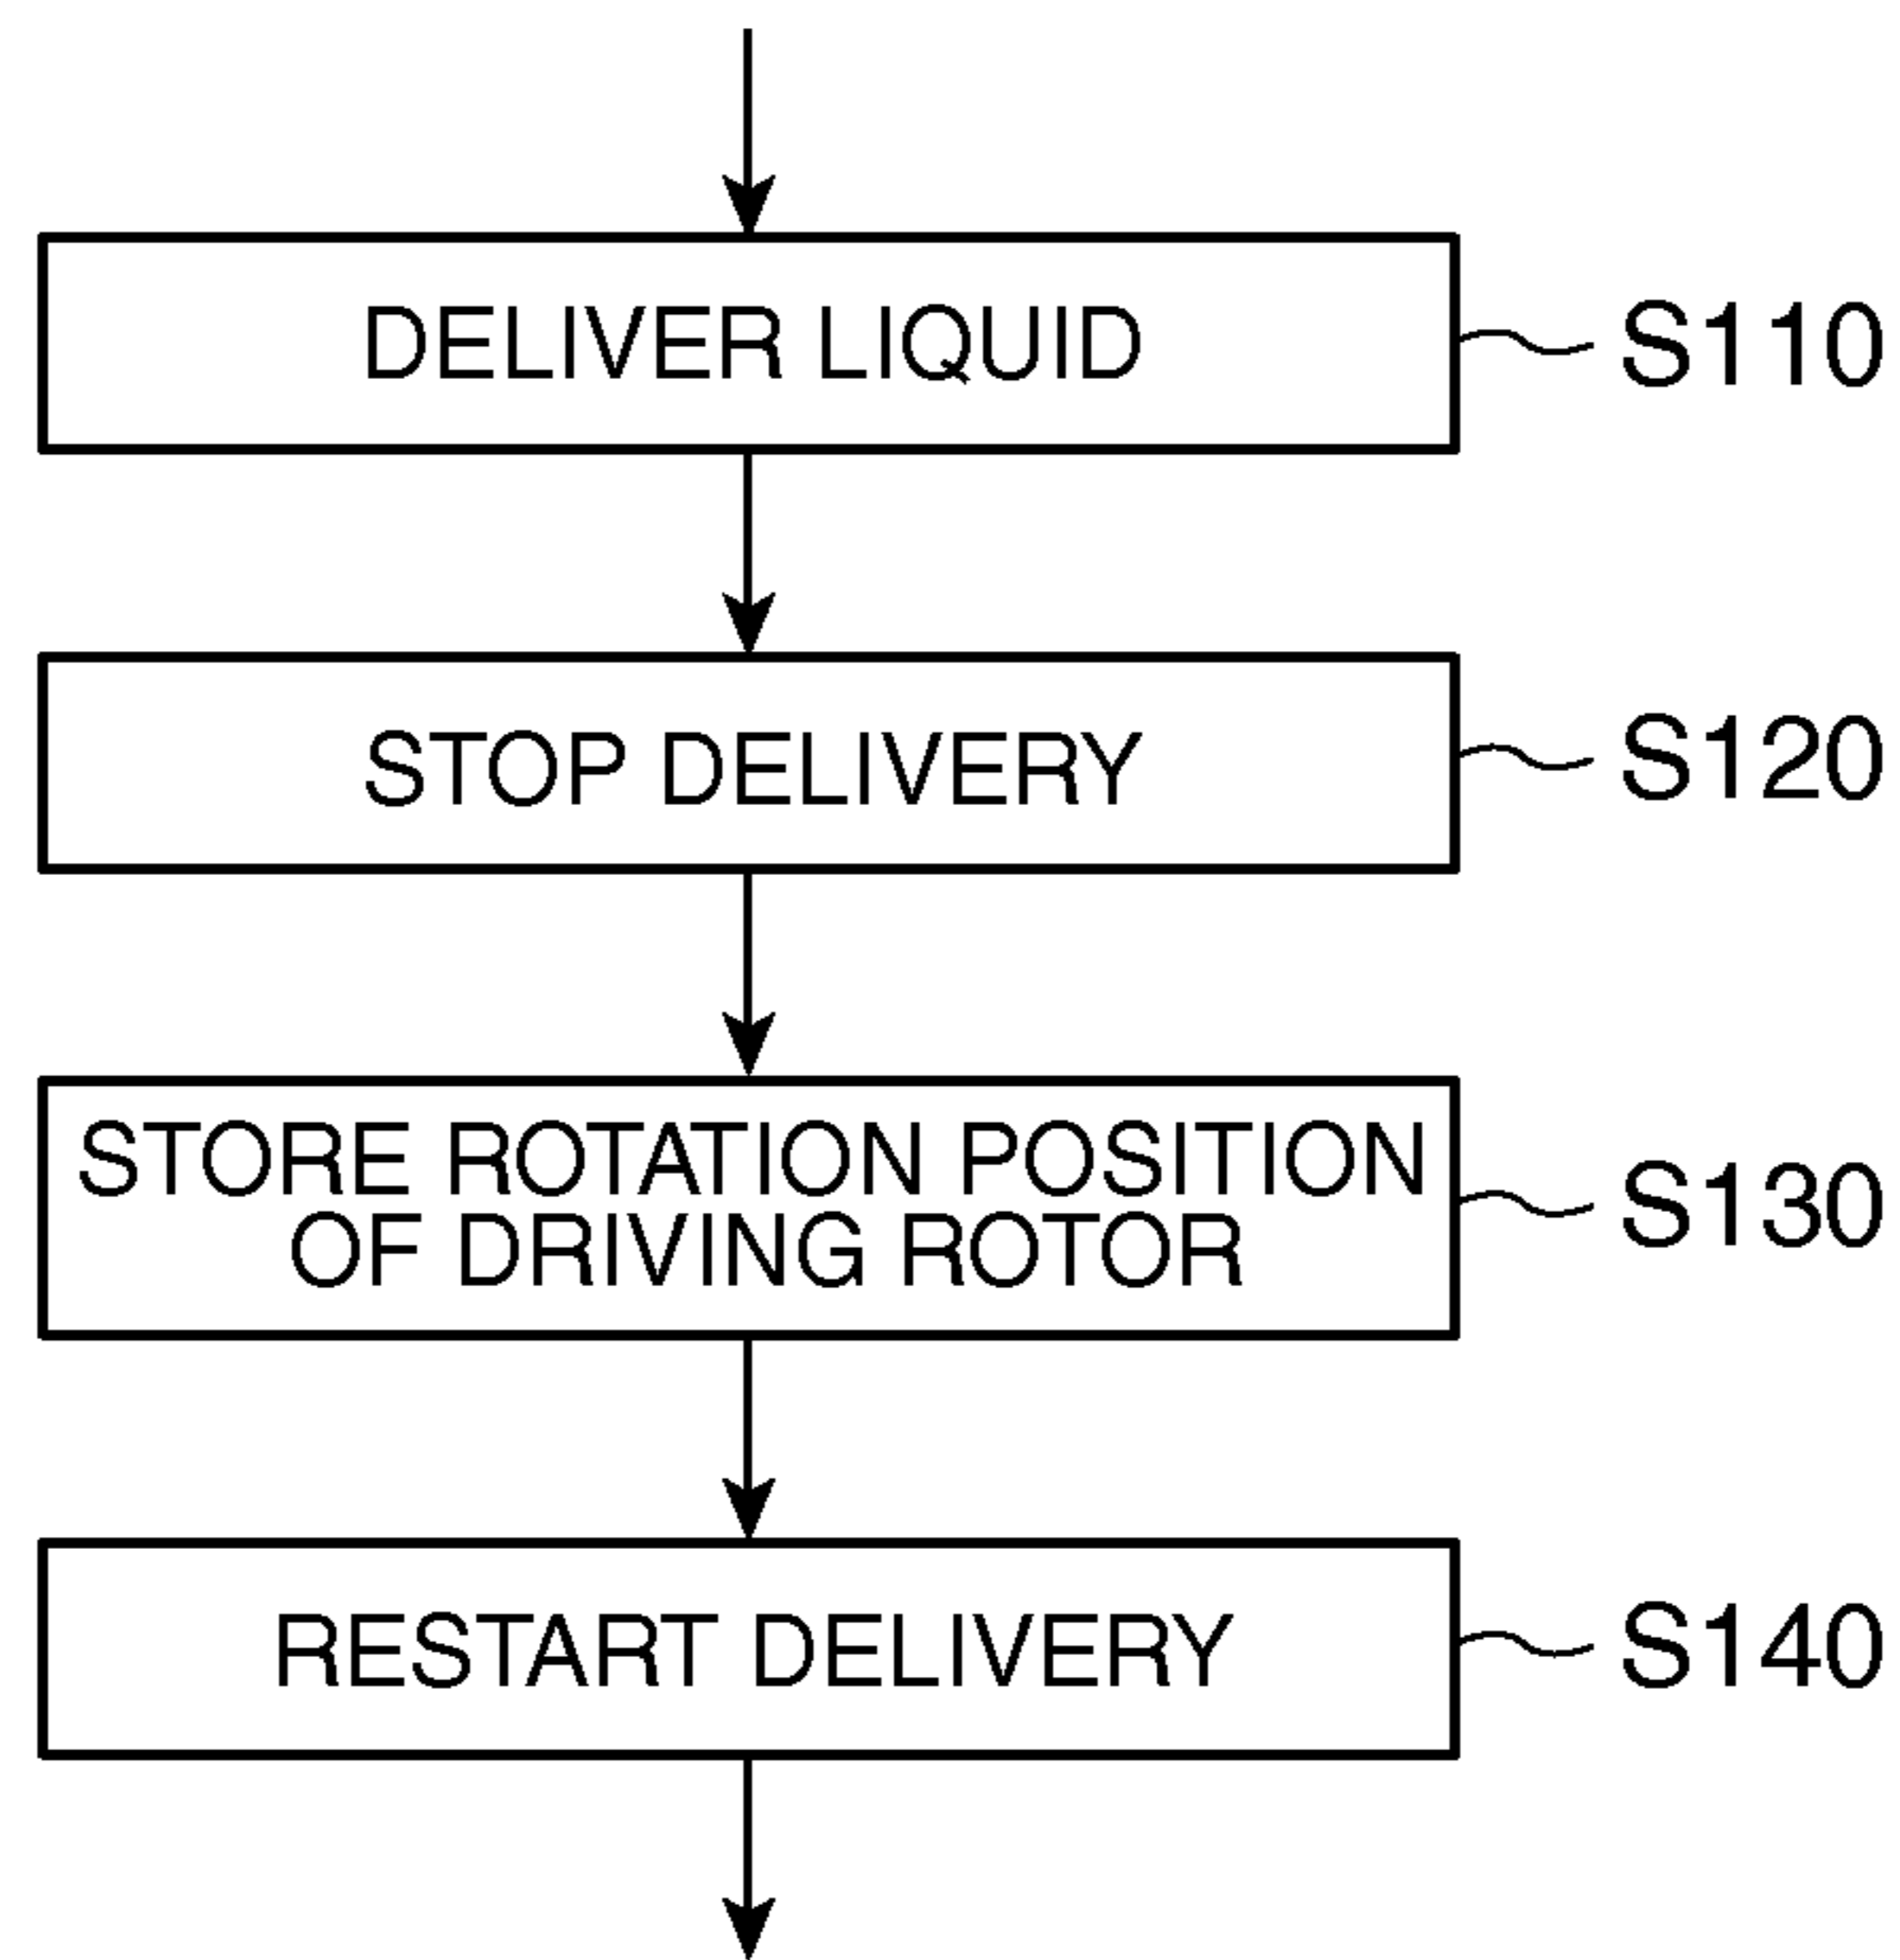 DELIVER LIQUID
S110
STOP DELIVERY
S120
STORE ROTATION POSITION
OF DRIVING ROTOR
S130
RESTART DELIVERY
S140